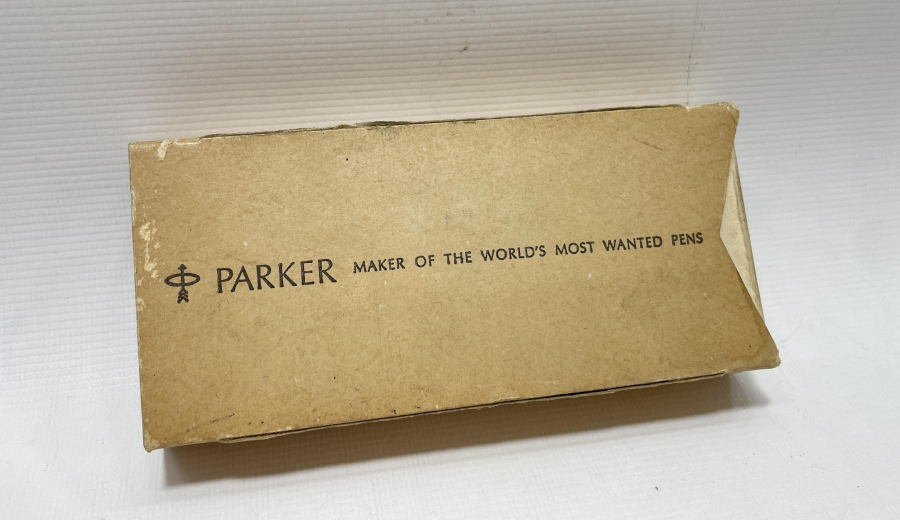 PARKER MAKER OF THE WORLD'S MOST WANTED PENS